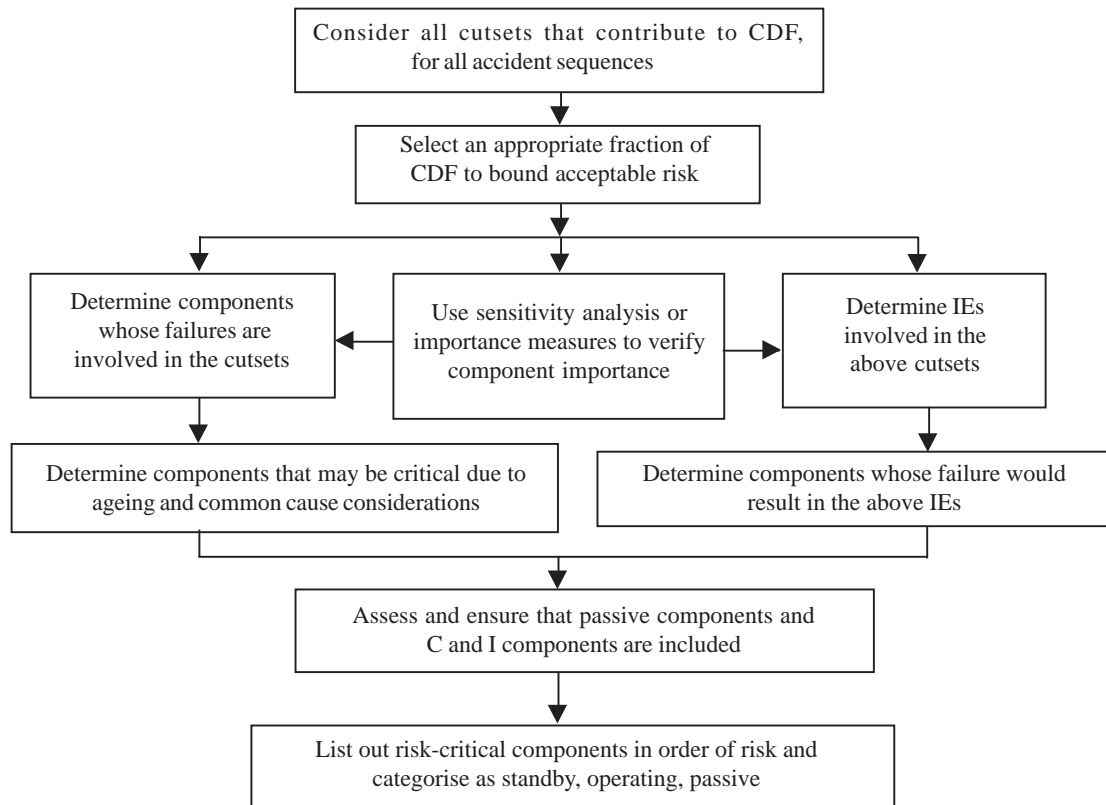 Consider all cutsets that contribute to CDF,
for all accident sequences
Select an appropriate fraction of
CDF to bound acceptable risk
Determine components
whose failures are
involved in the cutsets
Use sensitivity analysis or
importance measures to verify
component importance
Determine IEs
involved in the
above cutsets
Determine components that may be critical due to
ageing and common cause considerations
Determine components whose failure would
result in the above IEs
Assess and ensure that passive components and
C and I components are included
List out risk-critical components in order of risk and
categorise as standby, operating, passive